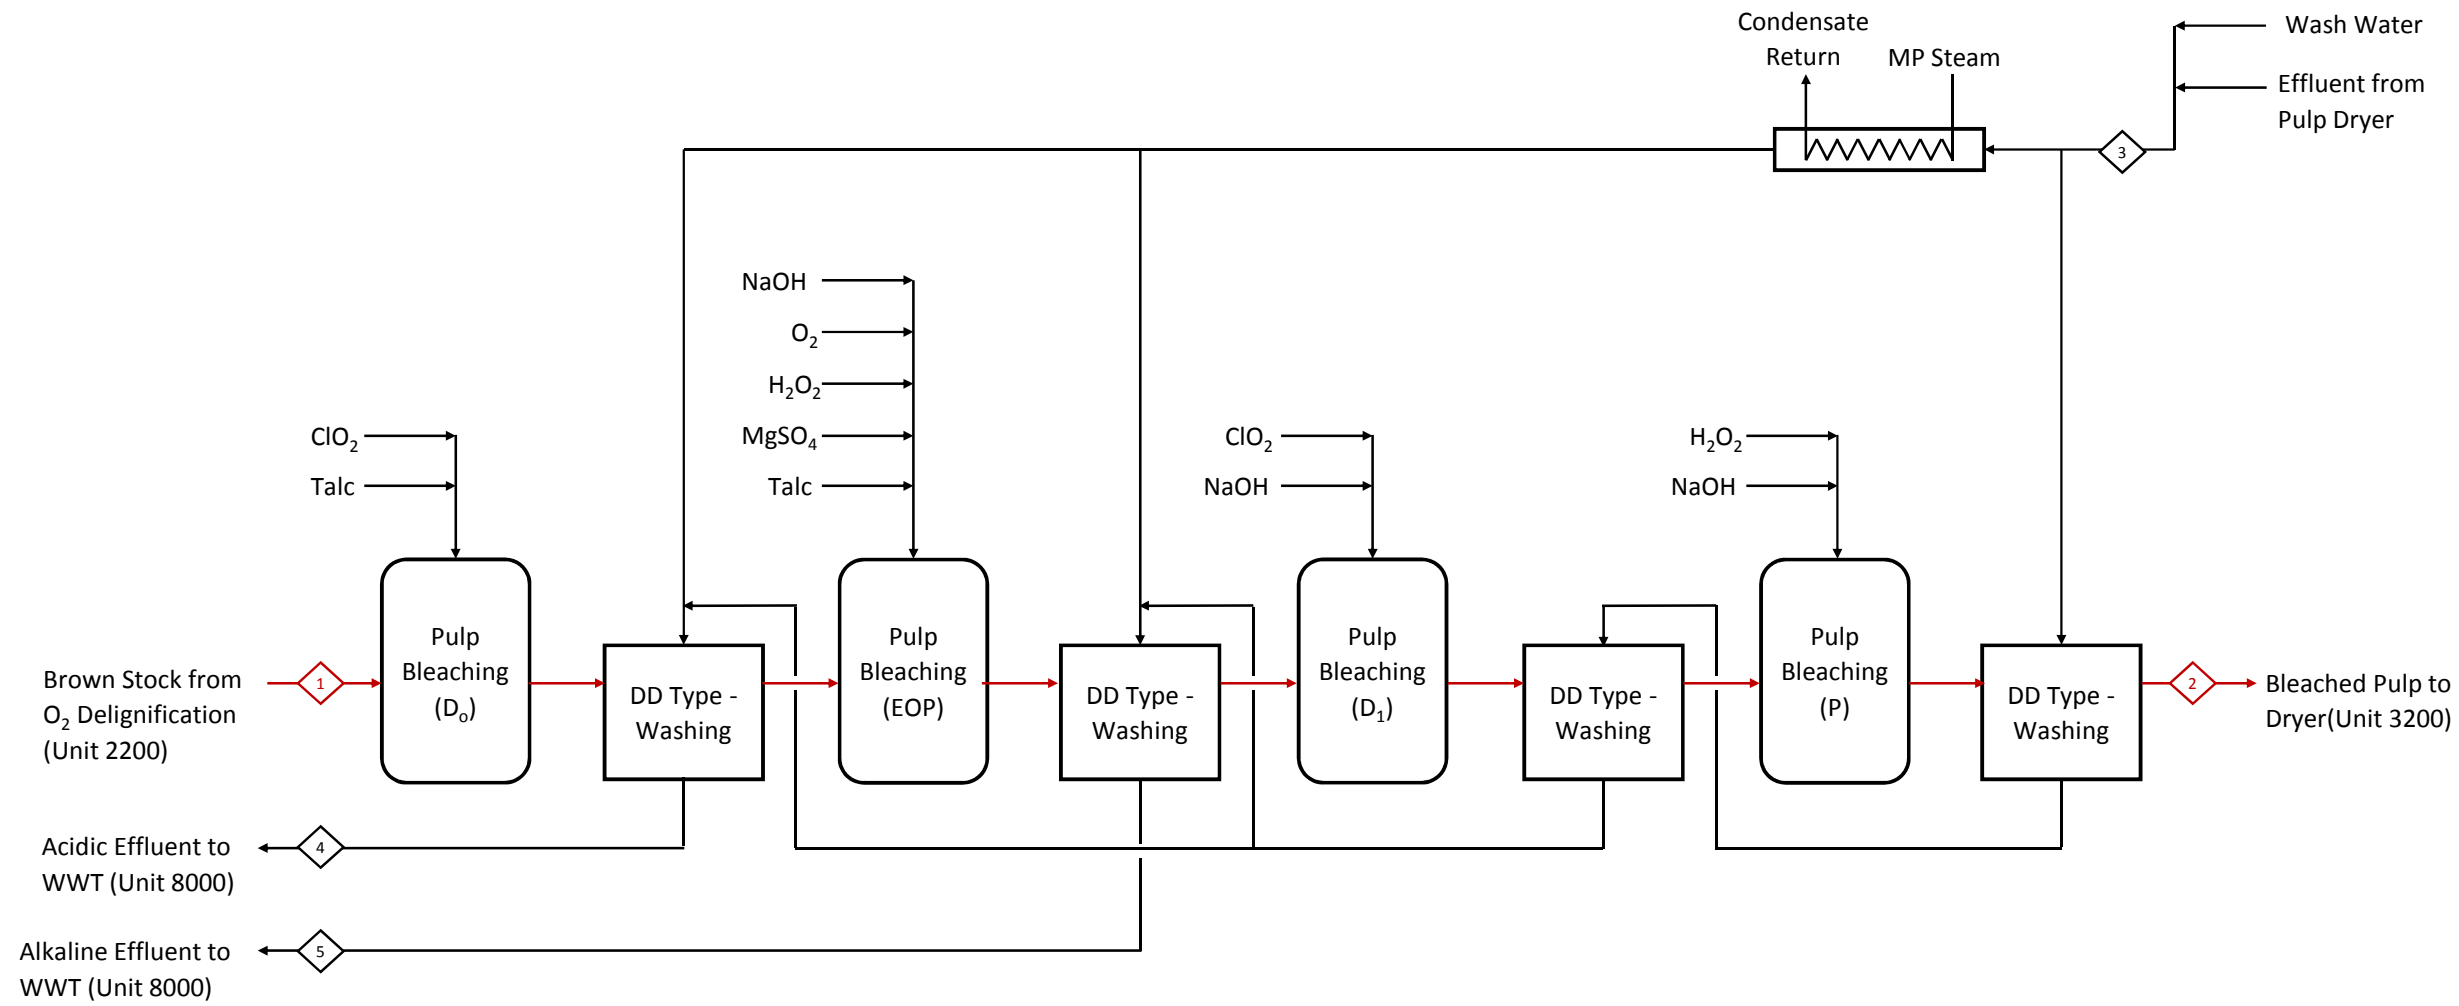 Condensate
Return
MP Steam
Wash Water
Effluent from
Pulp Dryer
3
NaOH
O₂
H₂O₂
MgSO₄
Talc
ClO₂
Talc
ClO₂
NaOH
H₂O₂
NaOH
Brown Stock from
O₂ Delignification
(Unit 2200)
1
Pulp
Bleaching
(Dₒ)
DD Type -
Washing
Pulp
Bleaching
(EOP)
DD Type -
Washing
Pulp
Bleaching
(D₁)
DD Type -
Washing
Pulp
Bleaching
(P)
DD Type -
Washing
2
Bleached Pulp to
Dryer(Unit 3200)
Acidic Effluent to
WWT (Unit 8000)
4
Alkaline Effluent to
WWT (Unit 8000)
5